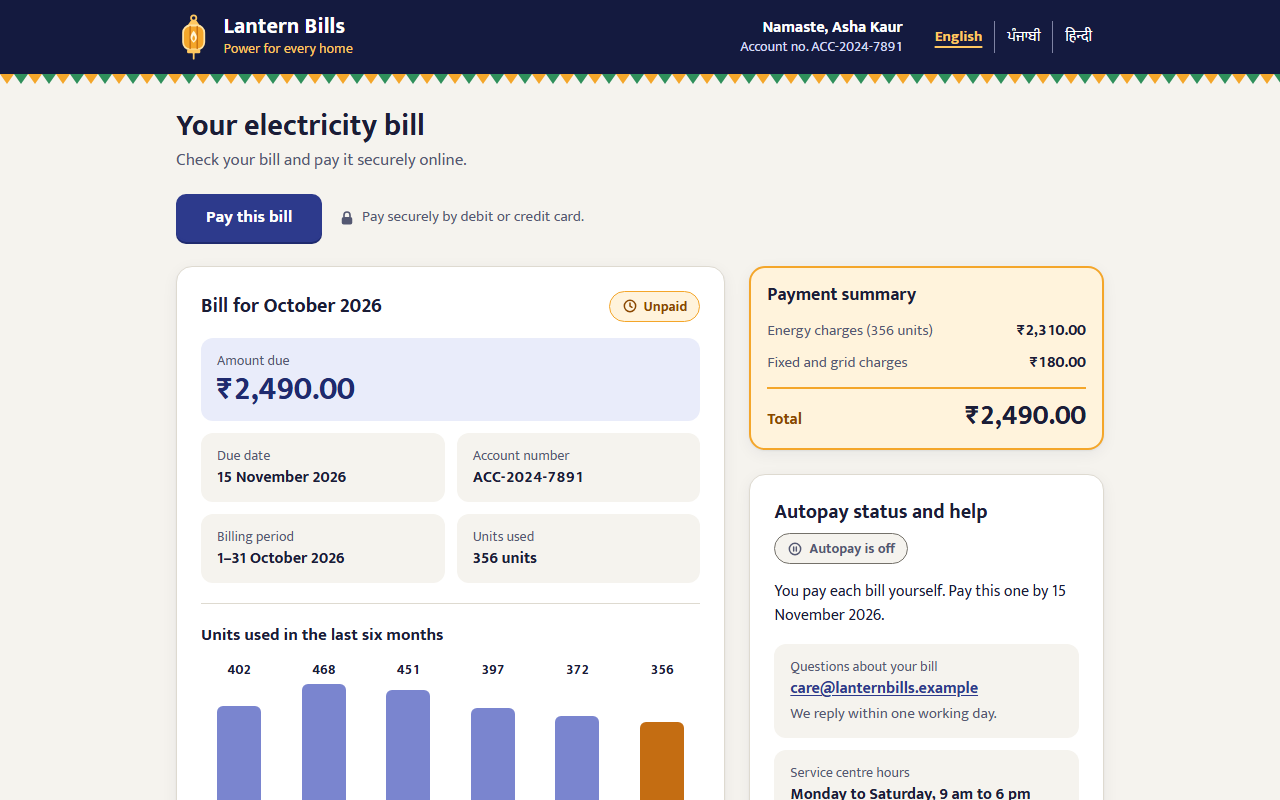 Lantern Bills
Power for every home
Namaste, Asha Kaur
Account no. ACC-2024-7891
English
ਪੰਜਾਬੀ
हिन्दी
Your electricity bill
Check your bill and pay it securely online.
Pay this bill
Pay securely by debit or credit card.
Bill for October 2026
Unpaid
Amount due
₹2,490.00
Due date
15 November 2026
Account number
ACC-2024-7891
Billing period
1–31 October 2026
Units used
356 units
Units used in the last six months
402 468 451 397 372 356
Payment summary
Energy charges (356 units) ₹2,310.00
Fixed and grid charges ₹180.00
Total ₹2,490.00
Autopay status and help
Autopay is off
You pay each bill yourself. Pay this one by 15
November 2026.
Questions about your bill
care@lanternbills.example
We reply within one working day.
Service centre hours
Monday to Saturday, 9 am to 6 pm